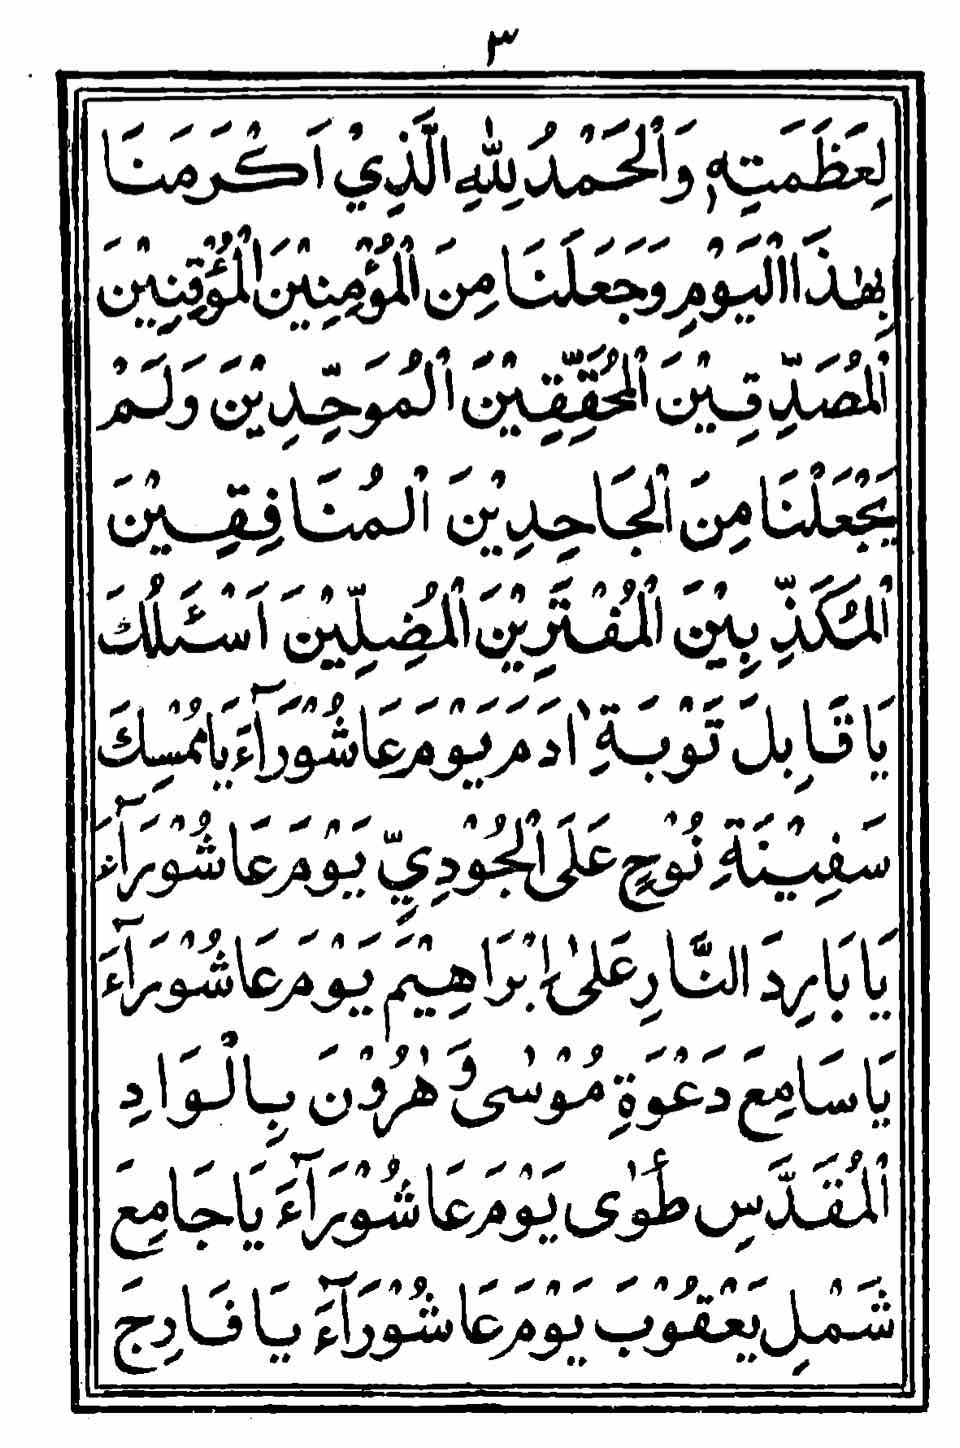 ٣
لِعَظَمَتِهٖ وَالْحَمْدُ لِلّٰهِ الَّذِيْ اَكْرَمَنَا
بِهٰذَا الْيَوْمِ وَجَعَلَنَا مِنَ الْمُؤْمِنِيْنَ الْمُؤْقِنِيْنَ
الْمُصَدِّقِيْنَ الْمُحَقِّقِيْنَ الْمُوَحِّدِيْنَ وَلَمْ
يَجْعَلْنَا مِنَ الْجَاحِدِيْنَ الْمُنَافِقِيْنَ
الْمُكَذِّبِيْنَ الْمُفْتَرِيْنَ الْمُضِلِّيْنَ اَسْئَلُكَ
يَا قَابِلَ تَوْبَةِ اٰدَمَ يَوْمَ عَاشُوْرَآءَ يَا مُمْسِكَ
سَفِيْنَةِ نُوْحٍ عَلَى الْجُوْدِيِّ يَوْمَ عَاشُوْرَآءَ
يَا بَارِدَ النَّارِ عَلٰى اِبْرَاهِيْمَ يَوْمَ عَاشُوْرَآءَ
يَا سَامِعَ دَعْوَةِ مُوْسٰى وَ هٰرُوْنَ بِالْوَادِ
الْمُقَدَّسِ طُوٰى يَوْمَ عَاشُوْرَآءَ يَا جَامِعَ
شَمْلِ يَعْقُوْبَ يَوْمَ عَاشُوْرَآءَ يَا فَارِجَ